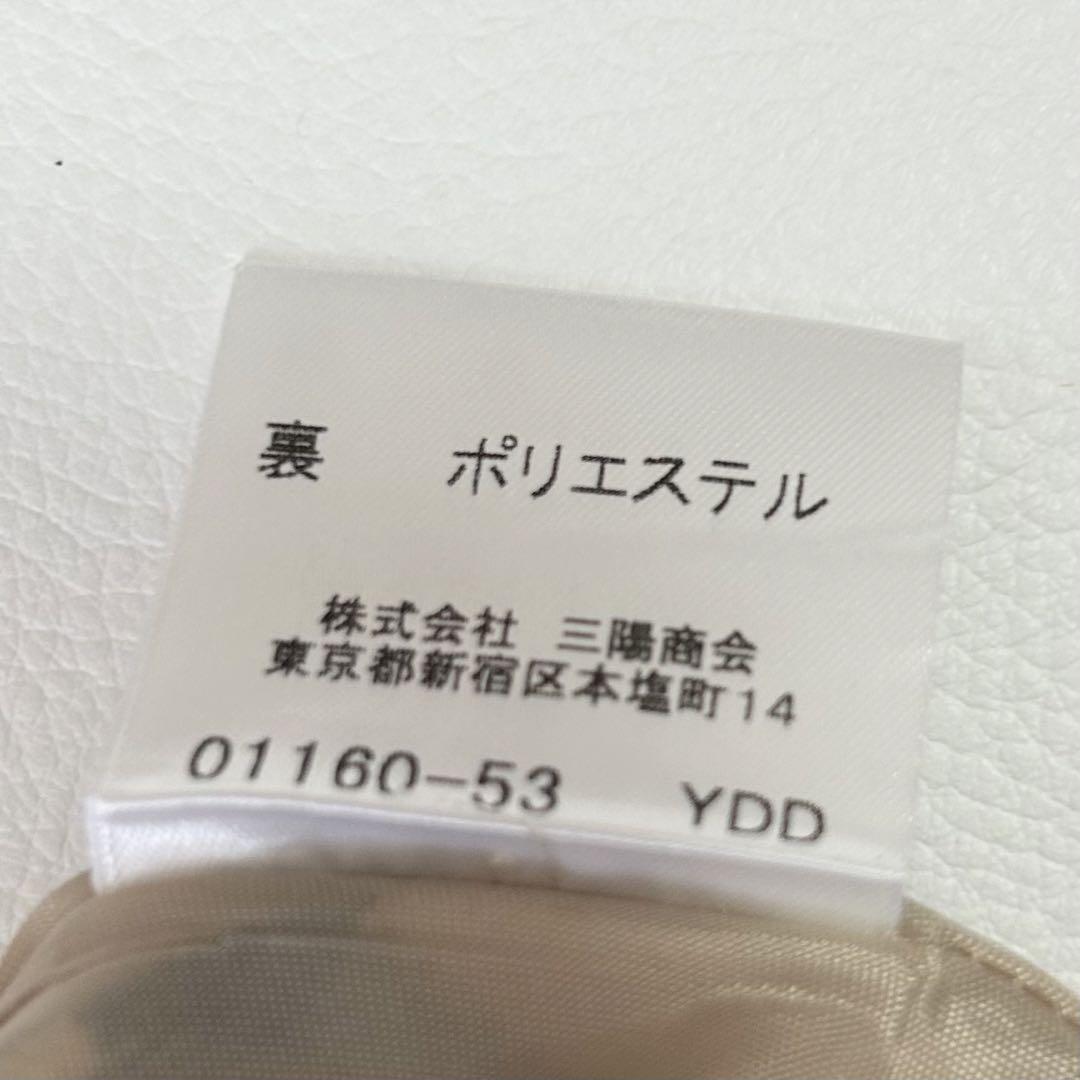 裏 ポリエステル
株式会社 三陽商会
東京都新宿区本塩町14
01160-53 YDD